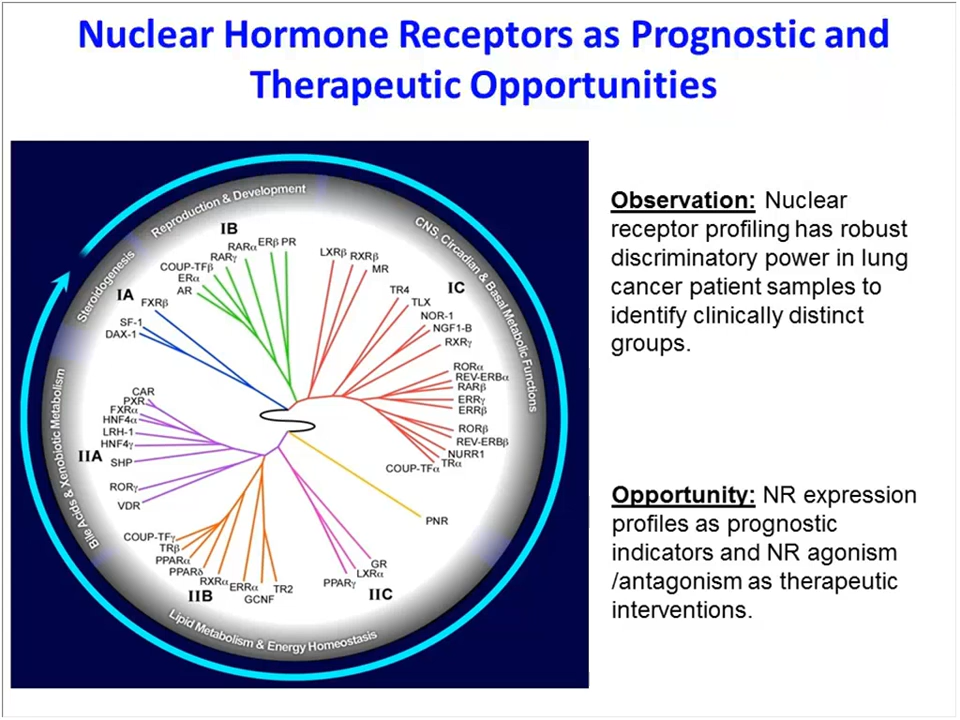 Nuclear Hormone Receptors as Prognostic and
Therapeutic Opportunities
Reproduction & Development
CNS, Circadian & Basal Metabolic Functions
Steroidogenesis
Bile Acids & Xenobiotic Metabolism
Lipid Metabolism & Energy Homeostasis
IA
FXRβ
SF-1
DAX-1
IB
AR
ERα
COUP-TFβ
RARγ
RARα
ERβ
PR
IC
LXRβ
RXRβ
MR
TR4
TLX
NOR-1
NGF1-B
RXRγ
RORα
REV-ERBα
RARβ
ERRγ
ERRβ
RORβ
REV-ERBβ
NURR1
TRα
COUP-TFα
PNR
IIA
CAR
PXR
FXRα
HNF4α
LRH-1
HNF4γ
SHP
RORγ
VDR
IIB
COUP-TFγ
TRβ
PPARα
PPARδ
RXRα
ERRα
GCNF
TR2
IIC
GR
LXRα
PPARγ
Observation: Nuclear
receptor profiling has robust
discriminatory power in lung
cancer patient samples to
identify clinically distinct
groups.
Opportunity: NR expression
profiles as prognostic
indicators and NR agonism
/antagonism as therapeutic
interventions.